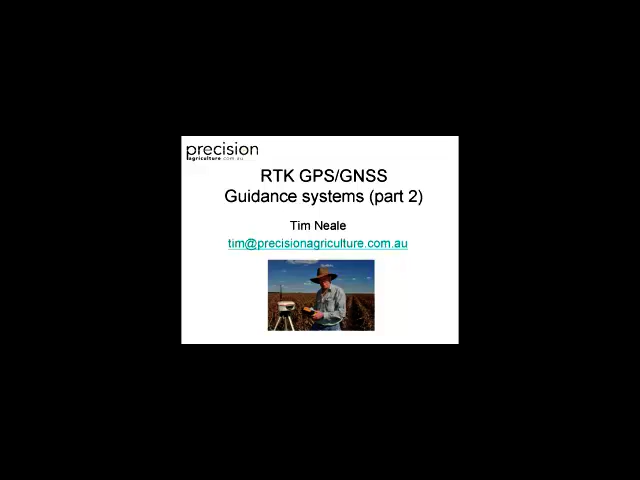 precision
agriculture.com.au
RTK GPS/GNSS
Guidance systems (part 2)
Tim Neale
tim@precisionagriculture.com.au